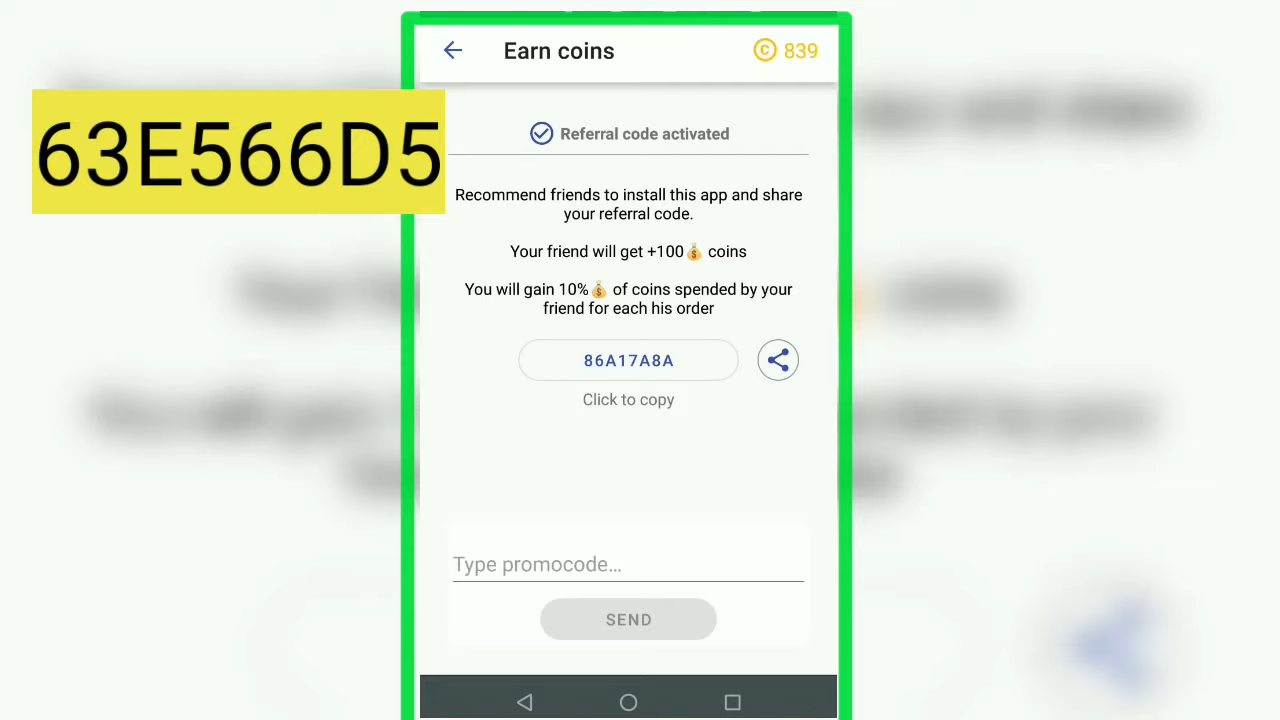 Earn coins
839
63E566D5
Referral code activated
Recommend friends to install this app and share
your referral code.
Your friend will get +100💰 coins
You will gain 10%💰 of coins spended by your
friend for each his order
86A17A8A
Click to copy
Type promocode...
SEND